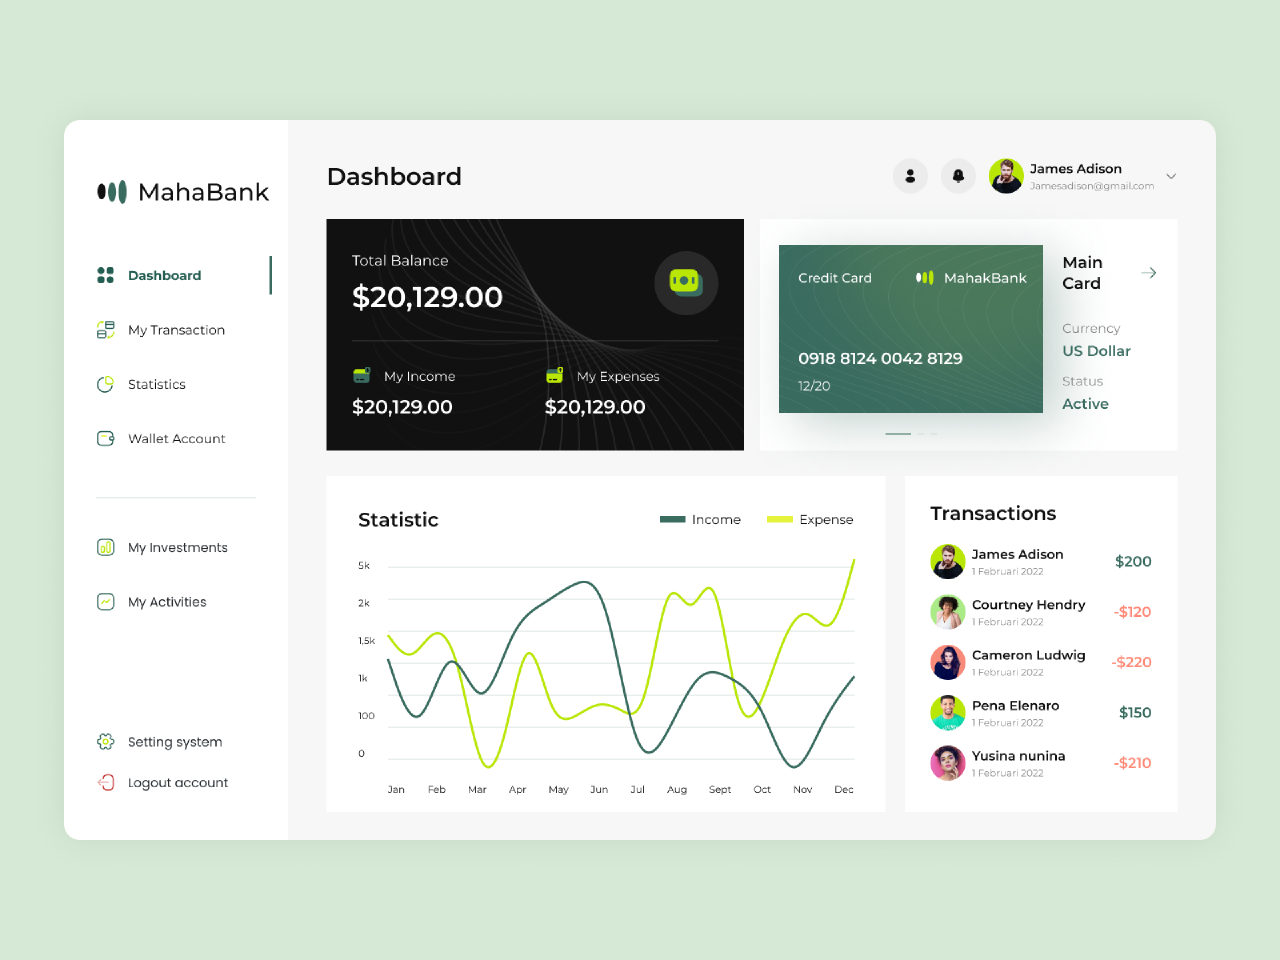 MahaBank
Dashboard
My Transaction
Statistics
Wallet Account
My Investments
My Activities
Setting system
Logout account
Dashboard
James Adison
Jamesadison@gmail.com
Total Balance
$20,129.00
My Income
$20,129.00
My Expenses
$20,129.00
Credit Card
MahakBank
0918 8124 0042 8129
12/20
Main
Card
Currency
US Dollar
Status
Active
Statistic
Income
Expense
5k
2k
1,5k
1k
100
0
Jan Feb Mar Apr May Jun Jul Aug Sept Oct Nov Dec
Transactions
James Adison
1 Februari 2022
$200
Courtney Hendry
1 Februari 2022
-$120
Cameron Ludwig
1 Februari 2022
-$220
Pena Elenaro
1 Februari 2022
$150
Yusina nunina
1 Februari 2022
-$210